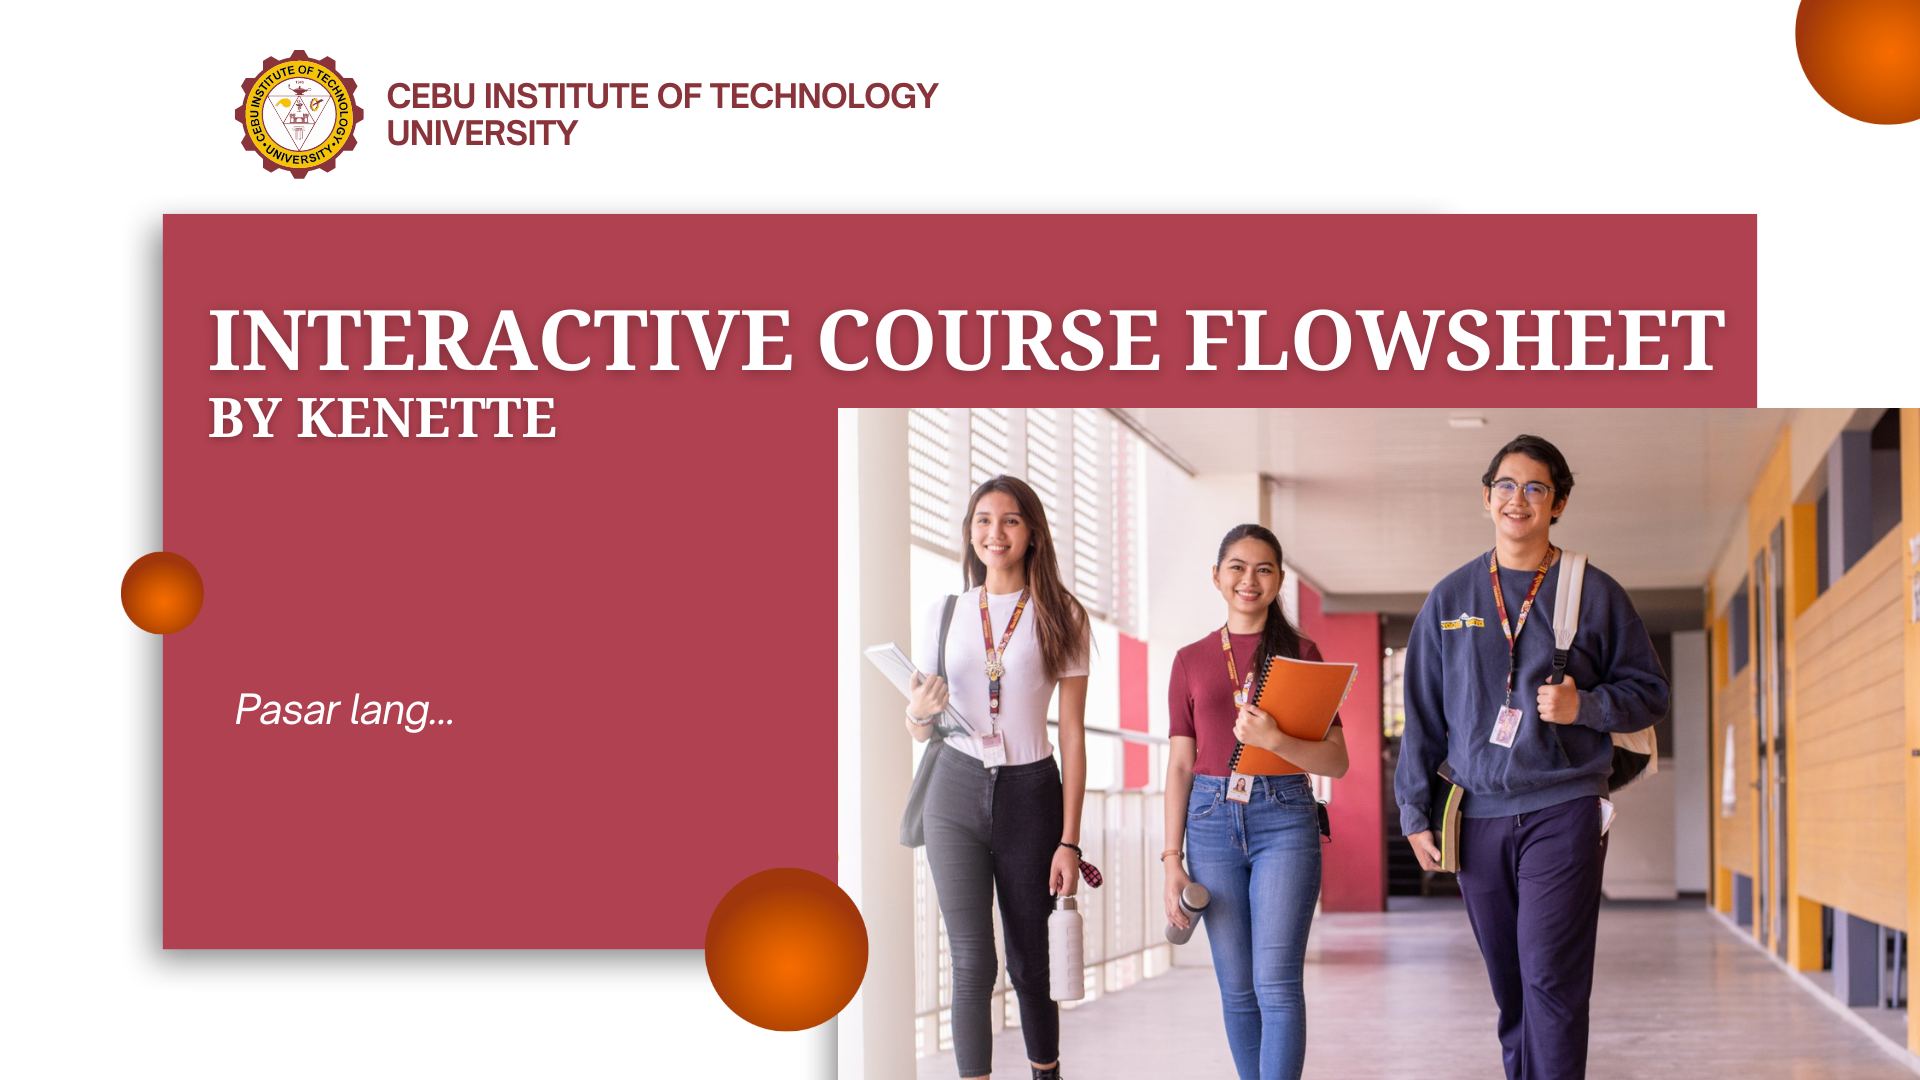 CEBU INSTITUTE OF TECHNOLOGY
UNIVERSITY
CEBU INSTITUTE OF TECHNOLOGY
UNIVERSITY
INTERACTIVE COURSE FLOWSHEET
BY KENETTE
Pasar lang...